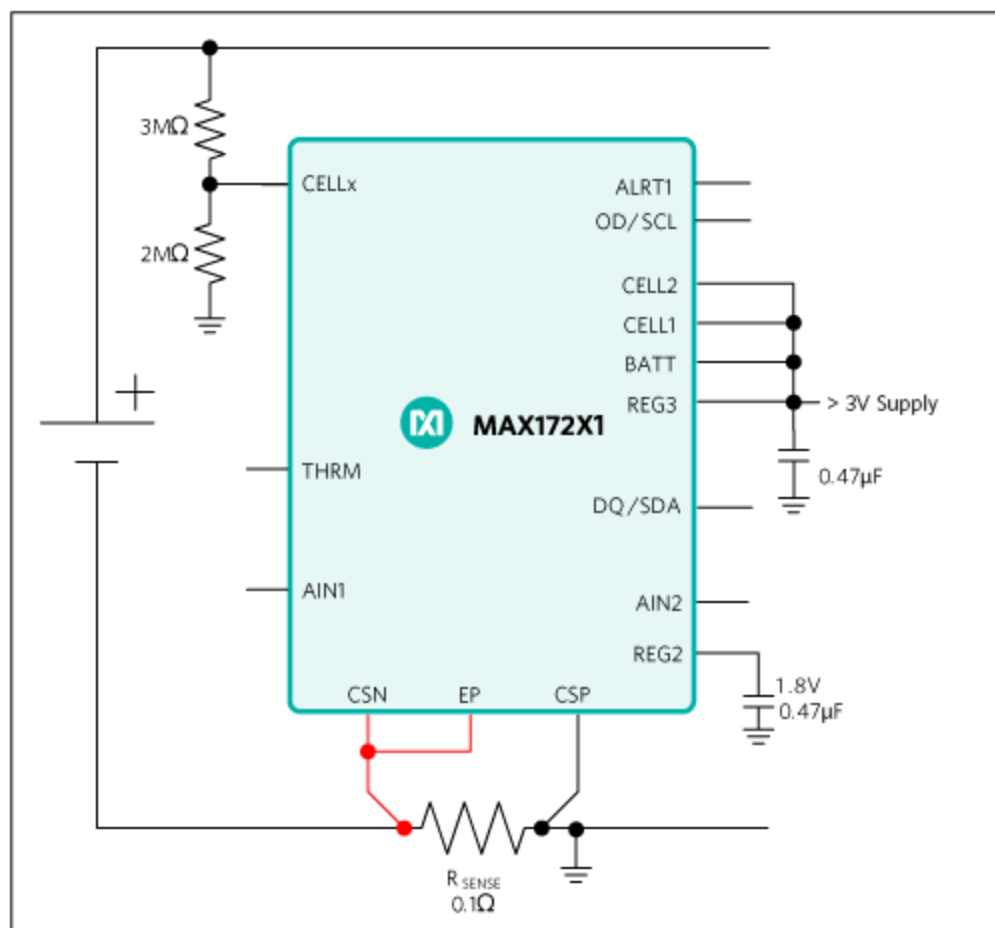 3MΩ
CELLx
ALRT1
OD/SCL
2MΩ
CELL2
CELL1
BATT
REG3
> 3V Supply
+
MAX172X1
THRM
0.47µF
DQ/SDA
AIN1
AIN2
REG2
1.8V
0.47µF
CSN
EP
CSP
R SENSE
0.1Ω